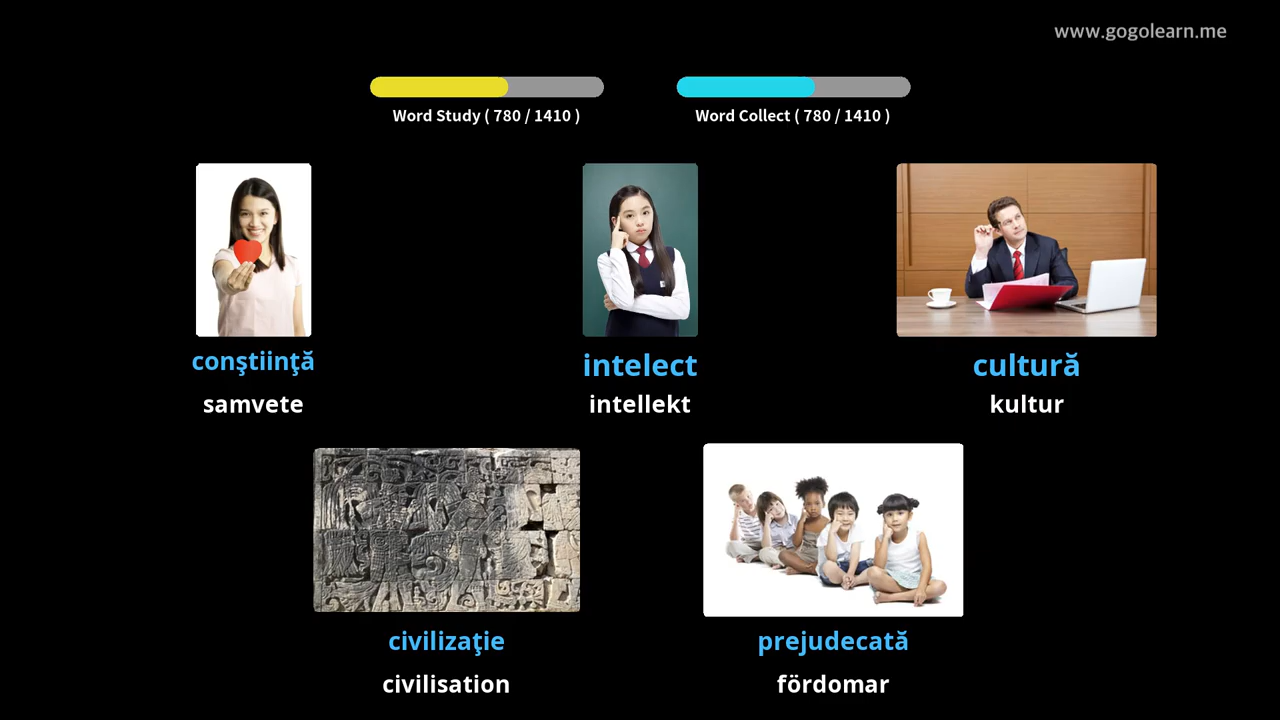 www.gogolearn.me
Word Study ( 780 / 1410 )
Word Collect ( 780 / 1410 )
conştiinţă
intelect
cultură
samvete
intellekt
kultur
civilizaţie
prejudecată
civilisation
fördomar